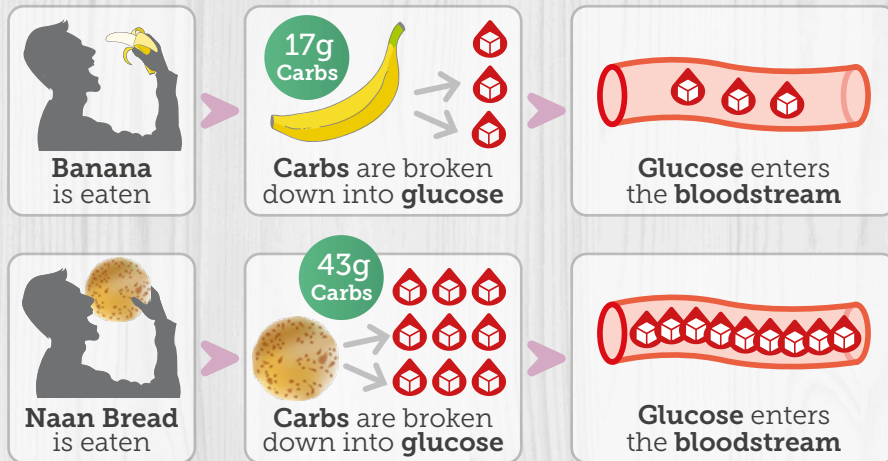 17g
Carbs
Banana
is eaten
Carbs are broken
down into glucose
Glucose enters
the bloodstream
43g
Carbs
Naan Bread
is eaten
Carbs are broken
down into glucose
Glucose enters
the bloodstream